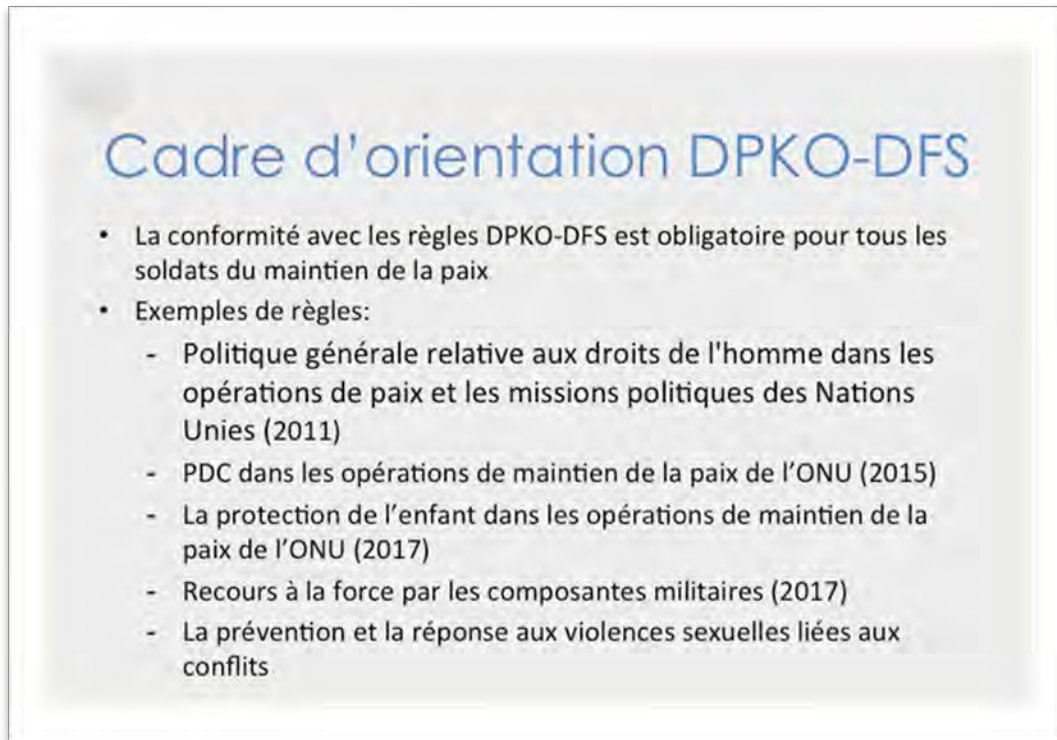 Cadre d’orientation DPKO-DFS
• La conformité avec les règles DPKO-DFS est obligatoire pour tous les
soldats du maintien de la paix
• Exemples de règles:
- Politique générale relative aux droits de l'homme dans les
opérations de paix et les missions politiques des Nations
Unies (2011)
- PDC dans les opérations de maintien de la paix de l’ONU (2015)
- La protection de l’enfant dans les opérations de maintien de la
paix de l’ONU (2017)
- Recours à la force par les composantes militaires (2017)
- La prévention et la réponse aux violences sexuelles liées aux
conflits